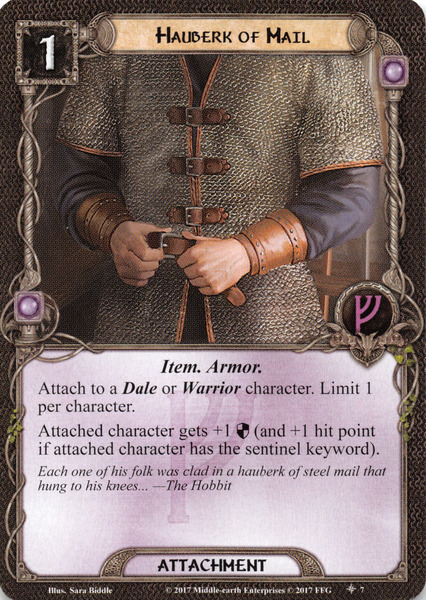 1
HAUBERK OF MAIL
Item. Armor.
Attach to a Dale or Warrior character. Limit 1
per character.
Attached character gets +1 (and +1 hit point
if attached character has the sentinel keyword).
Each one of his folk was clad in a hauberk of steel mail that
hung to his knees... —The Hobbit
ATTACHMENT
Illus. Sara Biddle © 2017 Middle-earth Enterprises © 2017 FFG 7